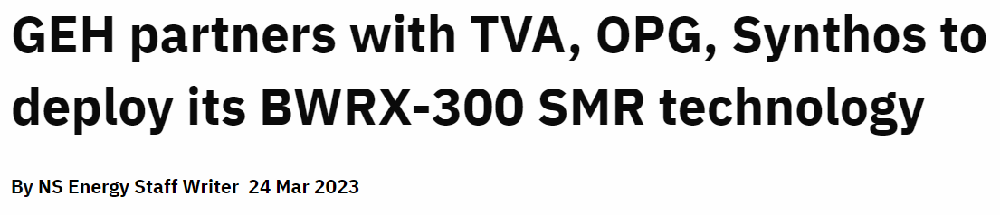 GEH partners with TVA, OPG, Synthos to
deploy its BWRX-300 SMR technology
By NS Energy Staff Writer 24 Mar 2023